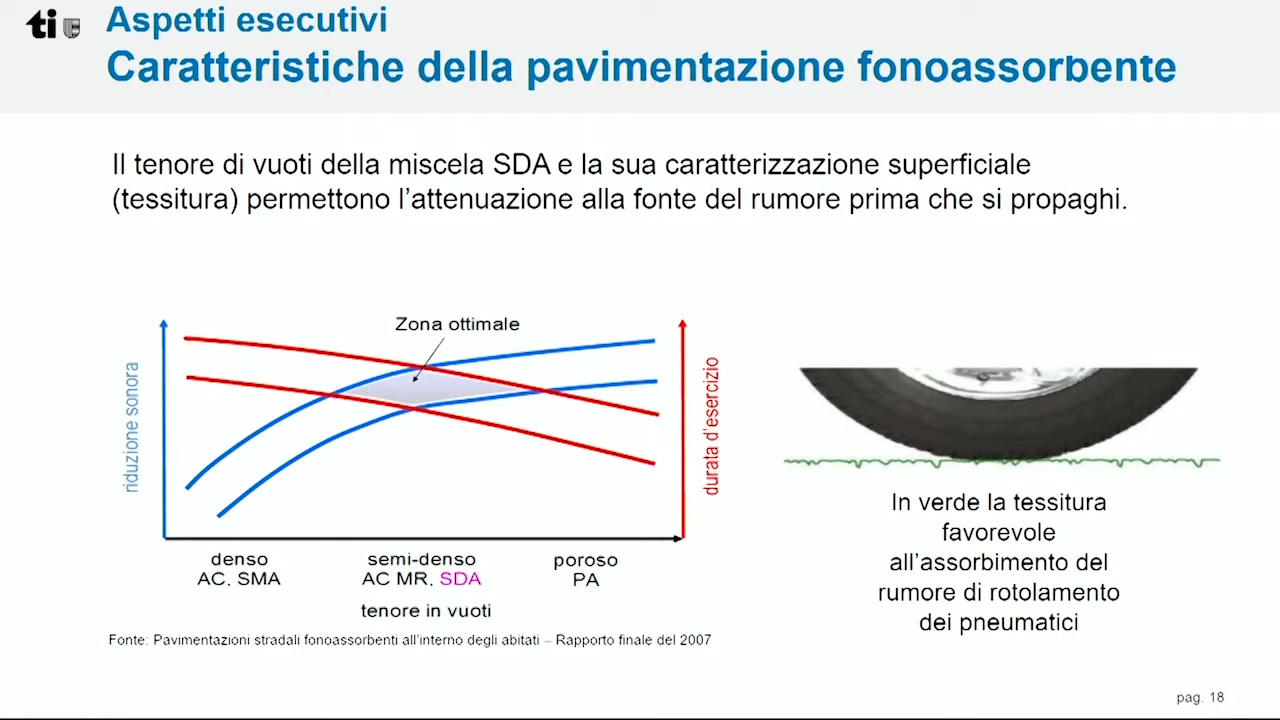 ti
Aspetti esecutivi
Caratteristiche della pavimentazione fonoassorbente
Il tenore di vuoti della miscela SDA e la sua caratterizzazione superficiale
(tessitura) permettono l’attenuazione alla fonte del rumore prima che si propaghi.
Zona ottimale
riduzione sonora
durata d'esercizio
denso
AC, SMA
semi-denso
AC MR, SDA
poroso
PA
tenore in vuoti
Fonte: Pavimentazioni stradali fonoassorbenti all’interno degli abitati – Rapporto finale del 2007
In verde la tessitura
favorevole
all’assorbimento del
rumore di rotolamento
dei pneumatici
pag. 18